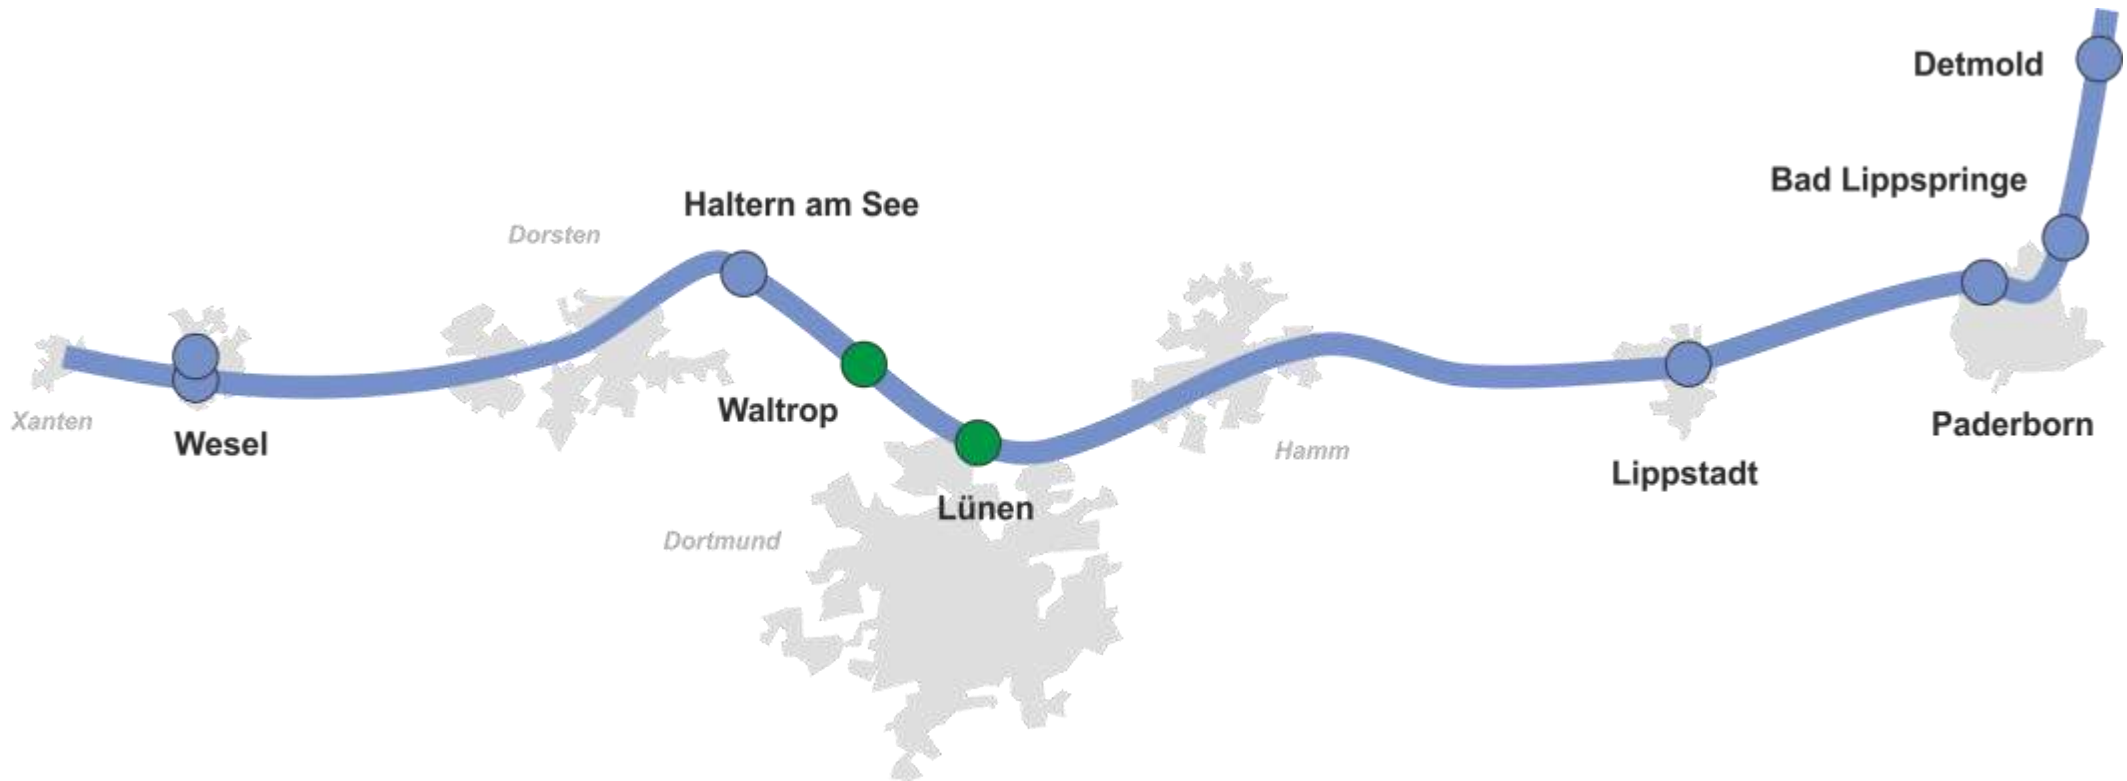 Detmold
Bad Lippspringe
Haltern am See
Dorsten
Waltrop
Xanten
Wesel
Paderborn
Hamm
Lippstadt
Lünen
Dortmund